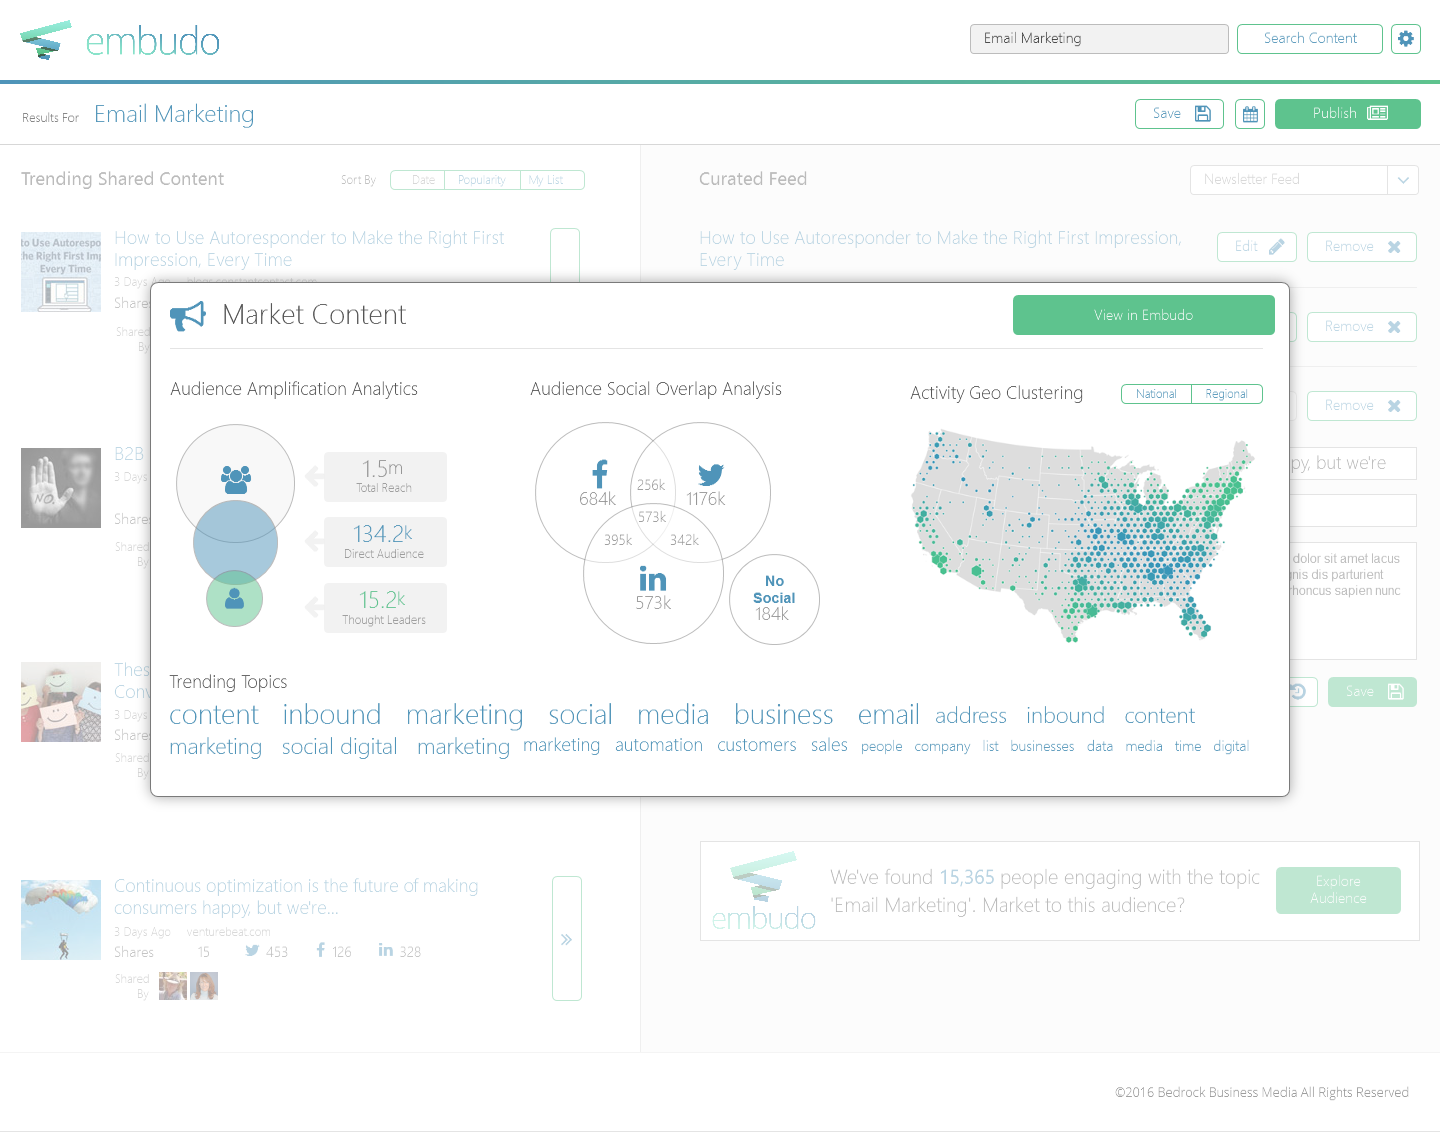 embudo
Email Marketing
Search Content
Results For Email Marketing
Save
Publish
Trending Shared Content
Sort By
Date
Popularity
My List
Curated Feed
Newsletter Feed
to Use Autorespo
the Right First Im
Every Time
How to Use Autoresponder to Make the Right First
Impression, Every Time
3 Days Ago blogs.constantcontact.com
Shares
Shared
By
How to Use Autoresponder to Make the Right First Impression,
Every Time
Edit
Remove
Remove
Remove
Market Content
View in Embudo
Audience Amplification Analytics
1.5m
Total Reach
134.2k
Direct Audience
15.2k
Thought Leaders
Audience Social Overlap Analysis
684k
256k
1176k
573k
395k
342k
573k
No
Social
184k
Activity Geo Clustering
National
Regional
Trending Topics
content inbound marketing social media business email address inbound content
marketing social digital marketing marketing automation customers sales people company list businesses data media time digital
NO.
B2B
3 Days
Shares
Shared
By
py, but we're
dolor sit amet lacus
gnis dis parturient
rhoncus sapien nunc
Save
Thes
Conv
3 Days
Shares
Shared
By
Continuous optimization is the future of making
consumers happy, but we're...
3 Days Ago venturebeat.com
Shares 15 453 126 328
Shared
By
embudo
We've found 15,365 people engaging with the topic
'Email Marketing'. Market to this audience?
Explore
Audience
©2016 Bedrock Business Media All Rights Reserved